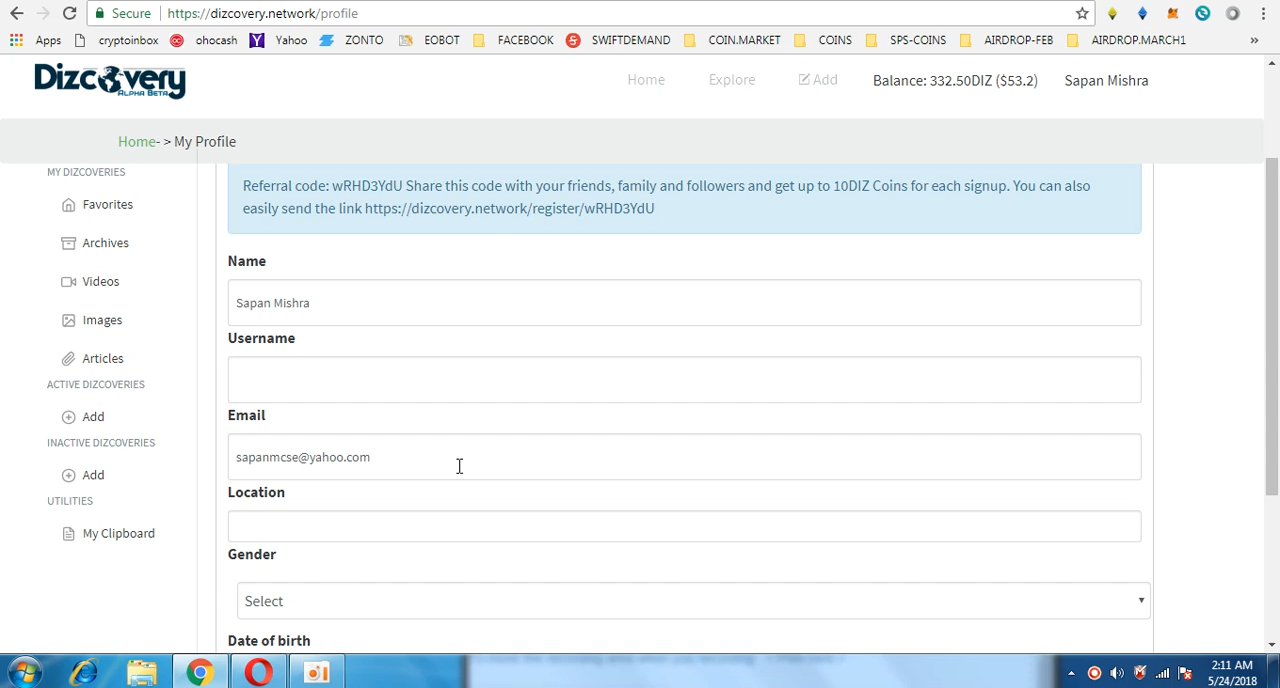 Secure https://dizcovery.network/profile
Apps cryptoinbox ohocash Yahoo ZONTO EOBOT FACEBOOK SWIFTDEMAND COIN.MARKET COINS SPS-COINS AIRDROP-FEB AIRDROP.MARCH1 »
Dizcovery
ALPHA BETA
Home Explore Add Balance: 332.50DIZ ($53.2) Sapan Mishra
Home- > My Profile
MY DIZCOVERIES
Favorites
Archives
Videos
Images
Articles
ACTIVE DIZCOVERIES
Add
INACTIVE DIZCOVERIES
Add
UTILITIES
My Clipboard
Referral code: wRHD3YdU Share this code with your friends, family and followers and get up to 10DIZ Coins for each signup. You can also
easily send the link https://dizcovery.network/register/wRHD3YdU
Name
Sapan Mishra
Username
Email
sapanmcse@yahoo.com
Location
Gender
Select
Date of birth
2:11 AM
5/24/2018